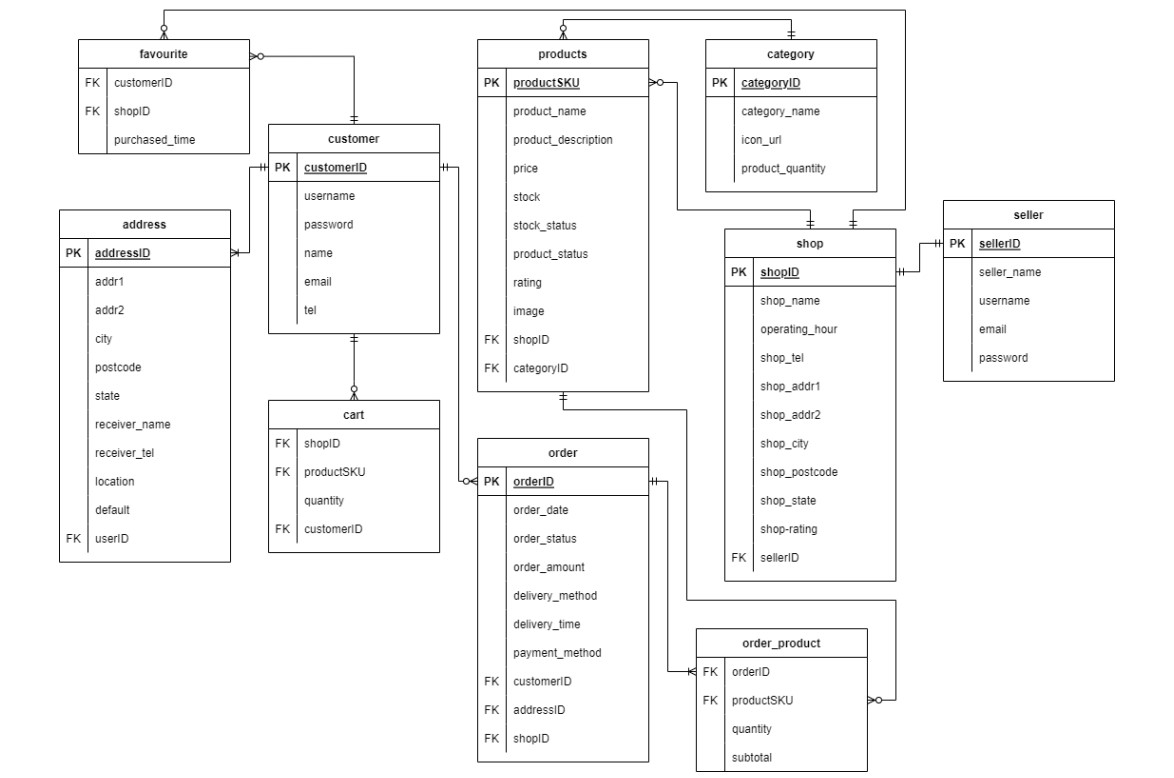 favourite
FK customerID
FK shopID
purchased_time
customer
PK customerID
username
password
name
email
tel
address
PK addressID
addr1
addr2
city
postcode
state
receiver_name
receiver_tel
location
default
FK userID
cart
FK shopID
FK productSKU
quantity
FK customerID
products
PK productSKU
product_name
product_description
price
stock
stock_status
product_status
rating
image
FK shopID
FK categoryID
category
PK categoryID
category_name
icon_url
product_quantity
order
PK orderID
order_date
order_status
order_amount
delivery_method
delivery_time
payment_method
FK customerID
FK addressID
FK shopID
shop
PK shopID
shop_name
operating_hour
shop_tel
shop_addr1
shop_addr2
shop_city
shop_postcode
shop_state
shop-rating
FK sellerID
seller
PK sellerID
seller_name
username
email
password
order_product
FK orderID
FK productSKU
quantity
subtotal